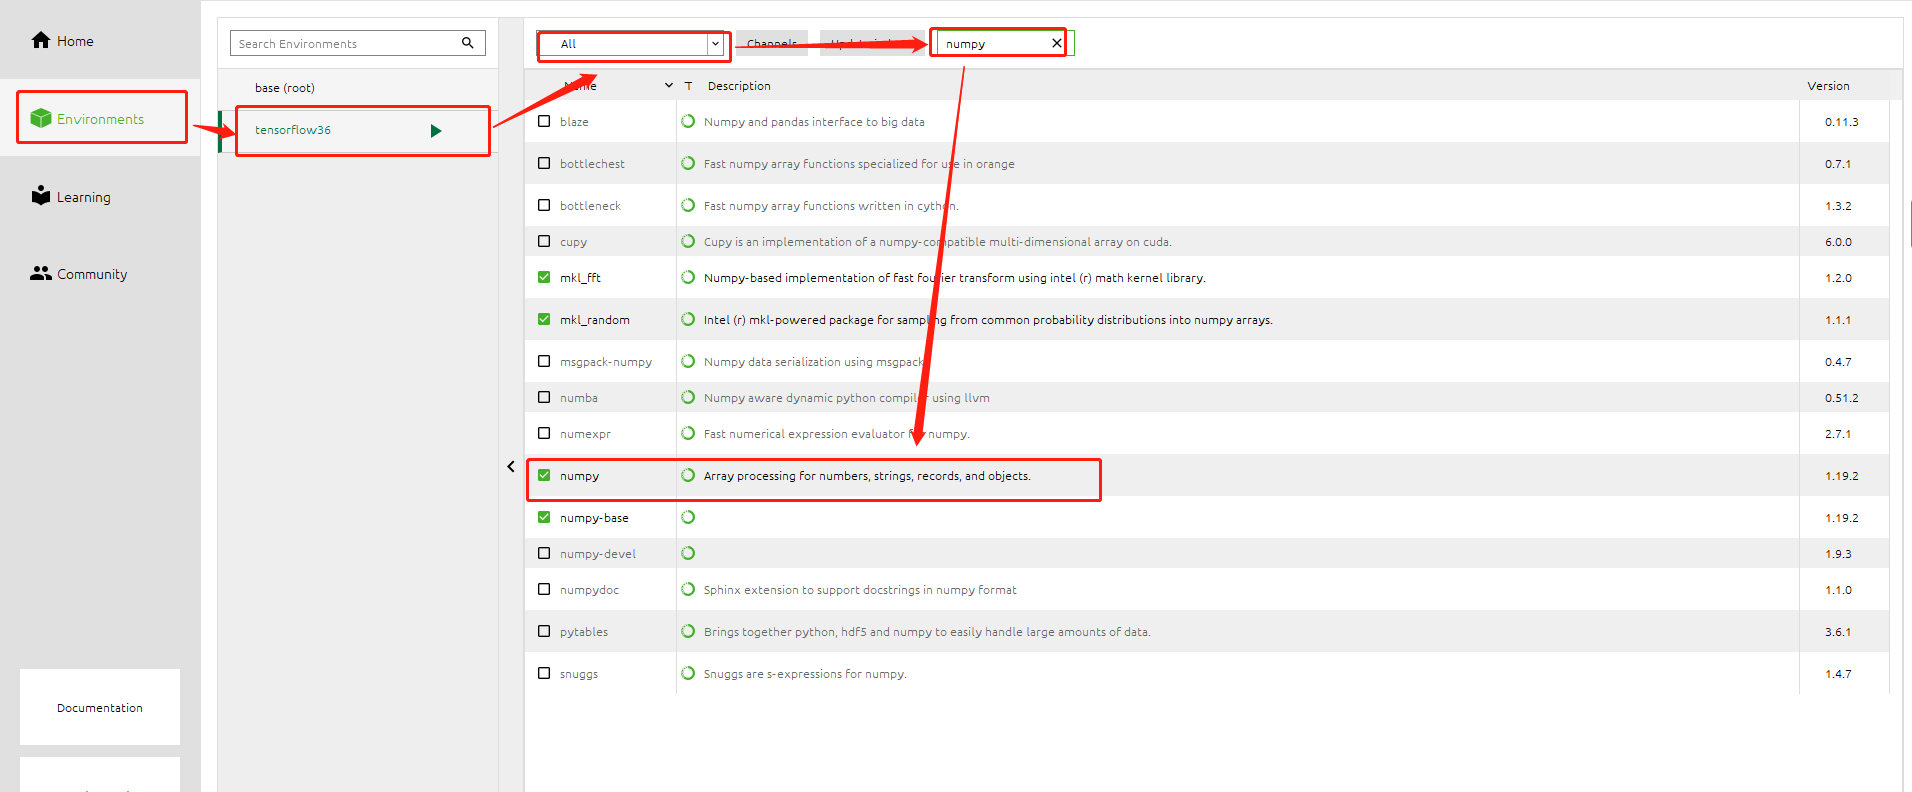 Home
Environments
Learning
Community
Documentation
Search Environments
base (root)
tensorflow36
All
Channels
numpy
Name T Description Version
blaze Numpy and pandas interface to big data 0.11.3
bottlechest Fast numpy array functions specialized for use in orange 0.7.1
bottleneck Fast numpy array functions written in cython. 1.3.2
cupy Cupy is an implementation of a numpy-compatible multi-dimensional array on cuda. 6.0.0
mkl_fft Numpy-based implementation of fast fourier transform using intel (r) math kernel library. 1.2.0
mkl_random Intel (r) mkl-powered package for sampling from common probability distributions into numpy arrays. 1.1.1
msgpack-numpy Numpy data serialization using msgpack 0.4.7
numba Numpy aware dynamic python compiler using llvm 0.51.2
numexpr Fast numerical expression evaluator for numpy. 2.7.1
numpy Array processing for numbers, strings, records, and objects. 1.19.2
numpy-base 1.19.2
numpy-devel 1.9.3
numpydoc Sphinx extension to support docstrings in numpy format 1.1.0
pytables Brings together python, hdf5 and numpy to easily handle large amounts of data. 3.6.1
snuggs Snuggs are s-expressions for numpy. 1.4.7